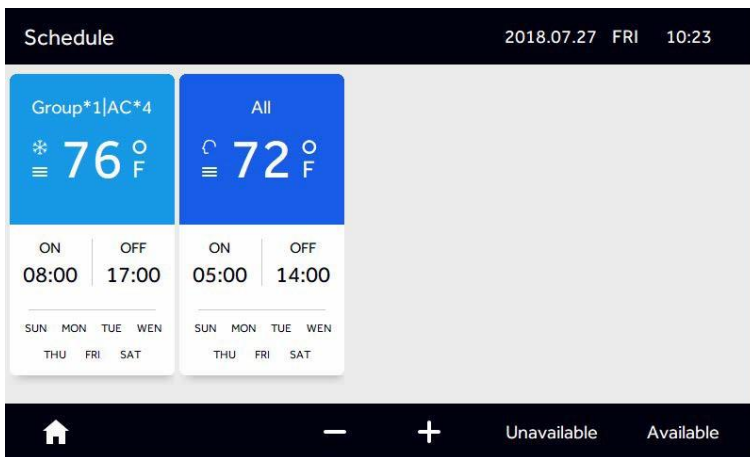 Schedule 2018.07.27 FRI 10:23
Group*1|AC*4
76 °F
ON OFF
08:00 17:00
SUN MON TUE WEN
THU FRI SAT
All
72 °F
ON OFF
05:00 14:00
SUN MON TUE WEN
THU FRI SAT
Unavailable Available